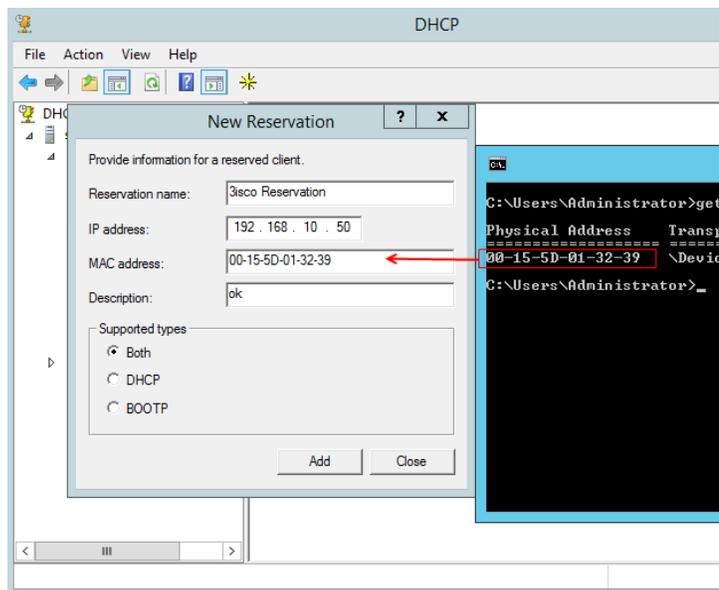 DHCP
File Action View Help
New Reservation
? x
Provide information for a reserved client.
Reservation name: 3isco Reservation
IP address: 192 . 168 . 10 . 50
MAC address: 00-15-5D-01-32-39
Description: ok
Supported types
Both
DHCP
BOOTP
Add Close
C:\Users\Administrator>get
Physical Address Transp
=================== =====
00-15-5D-01-32-39 \Devic
C:\Users\Administrator>_